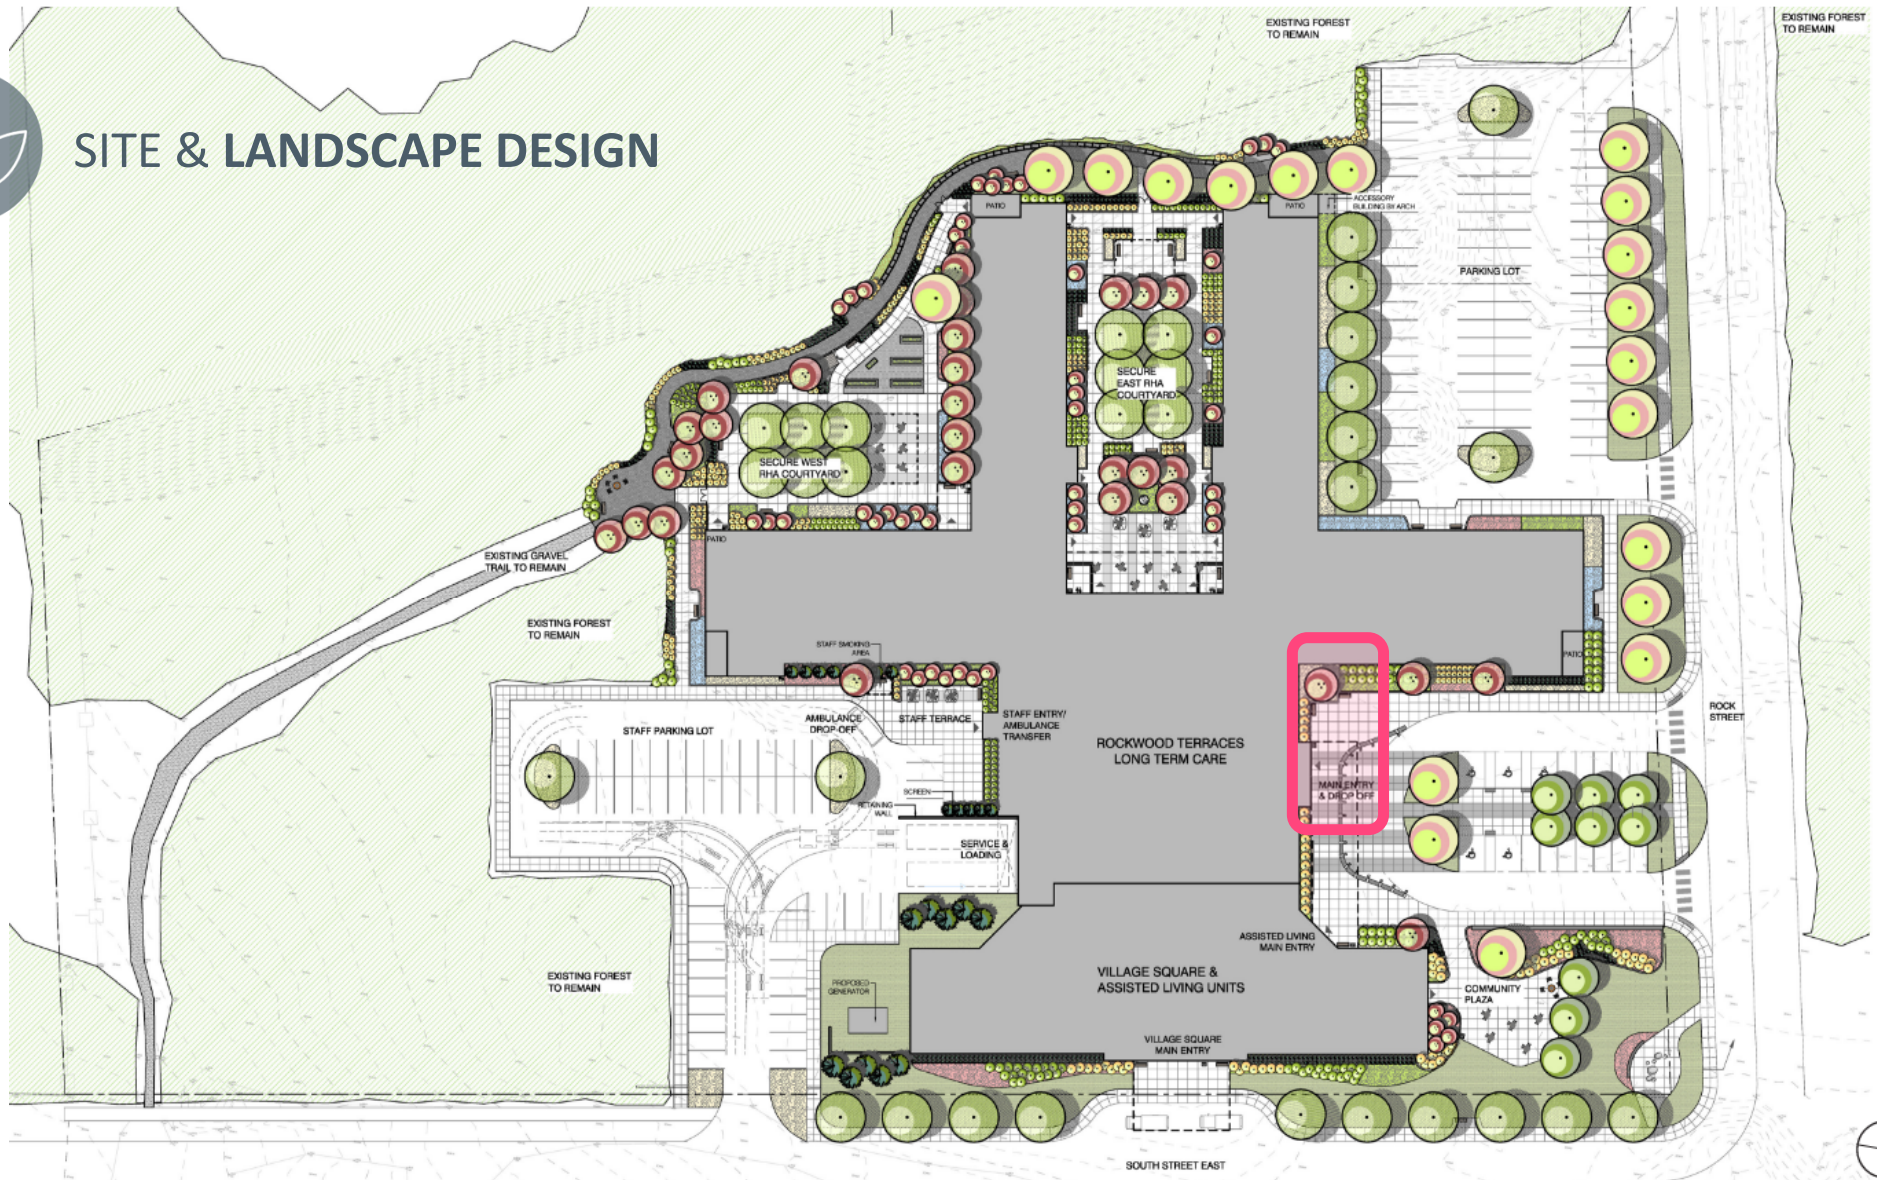 EXISTING FOREST
TO REMAIN
EXISTING FOREST
TO REMAIN
SITE & LANDSCAPE DESIGN
PATIO
PATIO
ACCESSORY
BUILDING BY ARCH
PARKING LOT
SECURE
EAST RHA
COURTYARD
SECURE WEST
RHA COURTYARD
PATIO
EXISTING GRAVEL
TRAIL TO REMAIN
EXISTING FOREST
TO REMAIN
STAFF SMOKING
AREA
PATIO
AMBULANCE
DROP-OFF
STAFF TERRACE
STAFF ENTRY/
AMBULANCE
TRANSFER
STAFF PARKING LOT
ROCK
STREET
ROCKWOOD TERRACES
LONG TERM CARE
MAIN ENTRY
& DROP OFF
SCREEN
RETAINING
WALL
SERVICE &
LOADING
ASSISTED LIVING
MAIN ENTRY
EXISTING FOREST
TO REMAIN
PROPOSED
GENERATOR
VILLAGE SQUARE &
ASSISTED LIVING UNITS
COMMUNITY
PLAZA
VILLAGE SQUARE
MAIN ENTRY
SOUTH STREET EAST